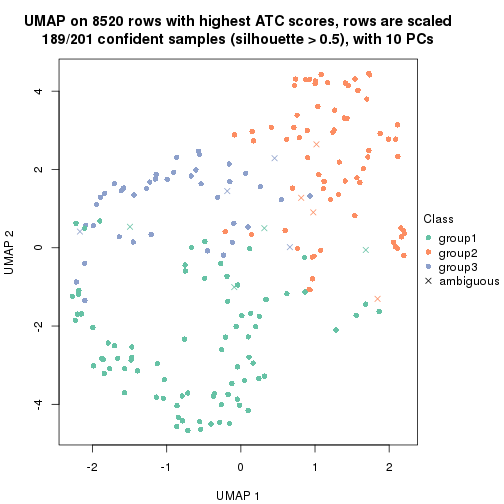 UMAP on 8520 rows with highest ATC scores, rows are scaled
189/201 confident samples (silhouette > 0.5), with 10 PCs
4
2
0
-2
-4
UMAP 2
-2 -1 0 1 2
UMAP 1
Class
group1
group2
group3
ambiguous